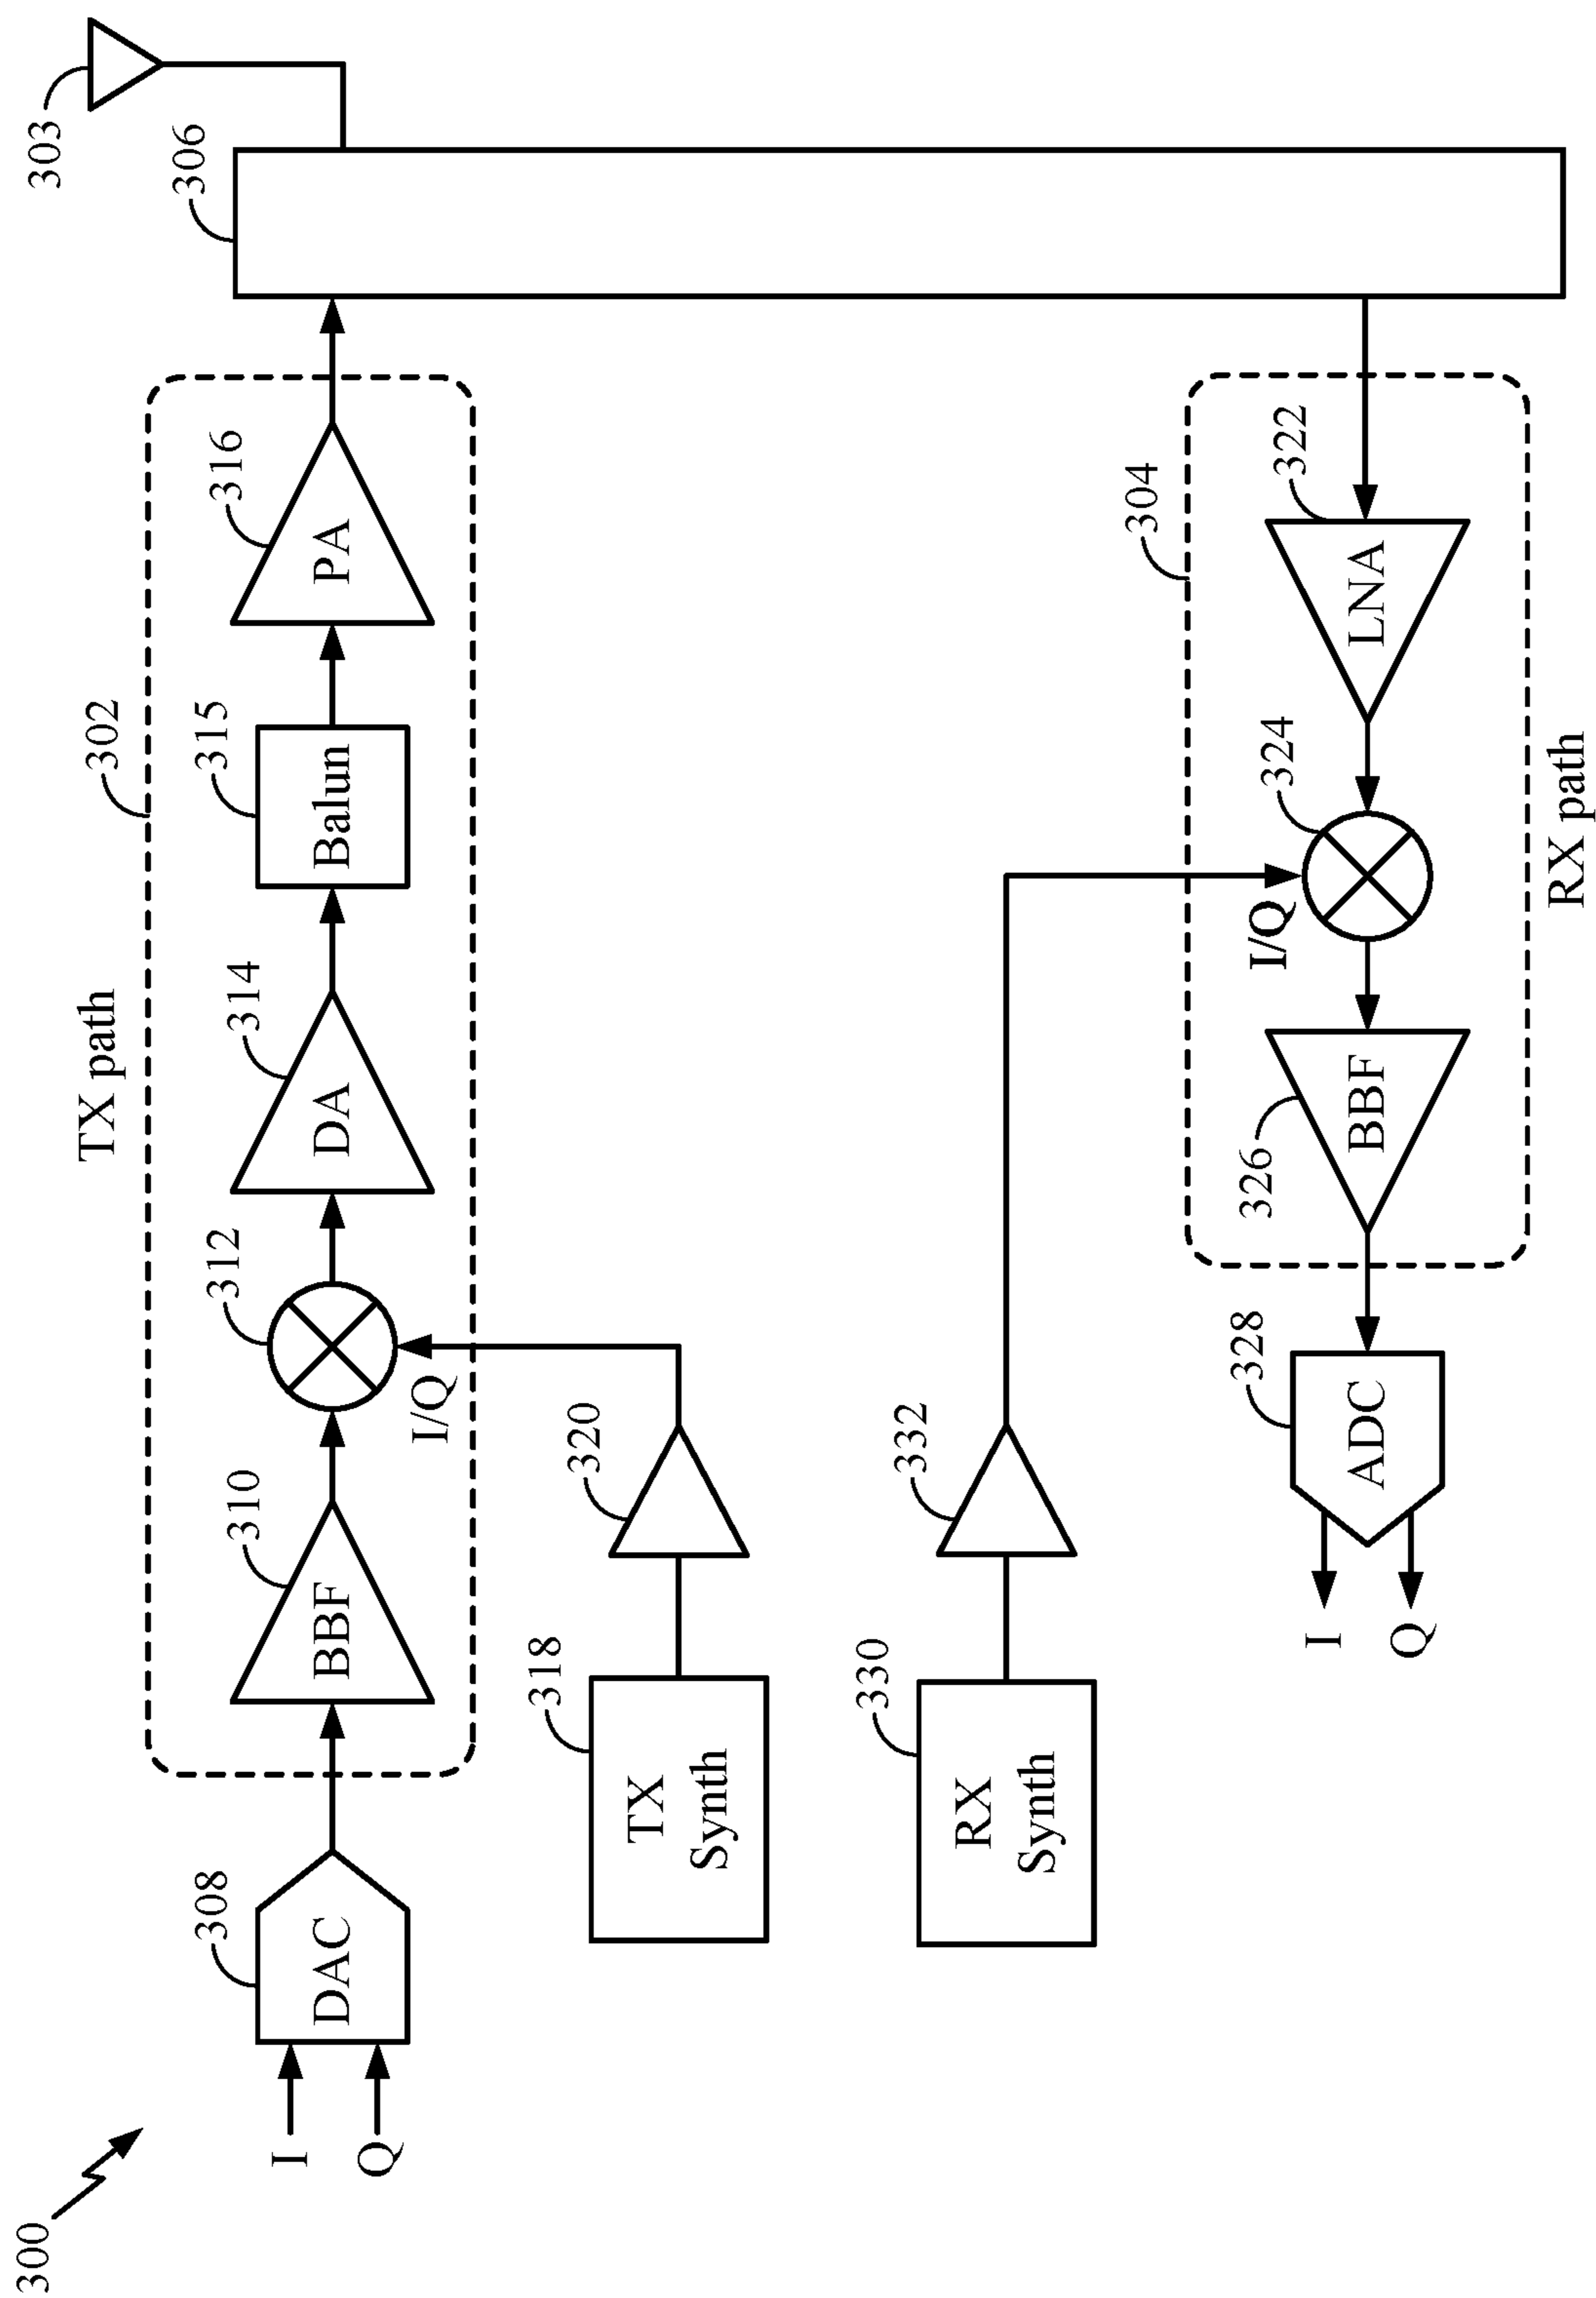 300
303
306
TX path
302
I
Q
308
DAC
310
BBF
312
I/Q
314
DA
315
Balun
316
PA
318
TX
Synth
320
330
RX
Synth
332
304
322
LNA
324
I/Q
326
BBF
328
ADC
I
Q
RX path